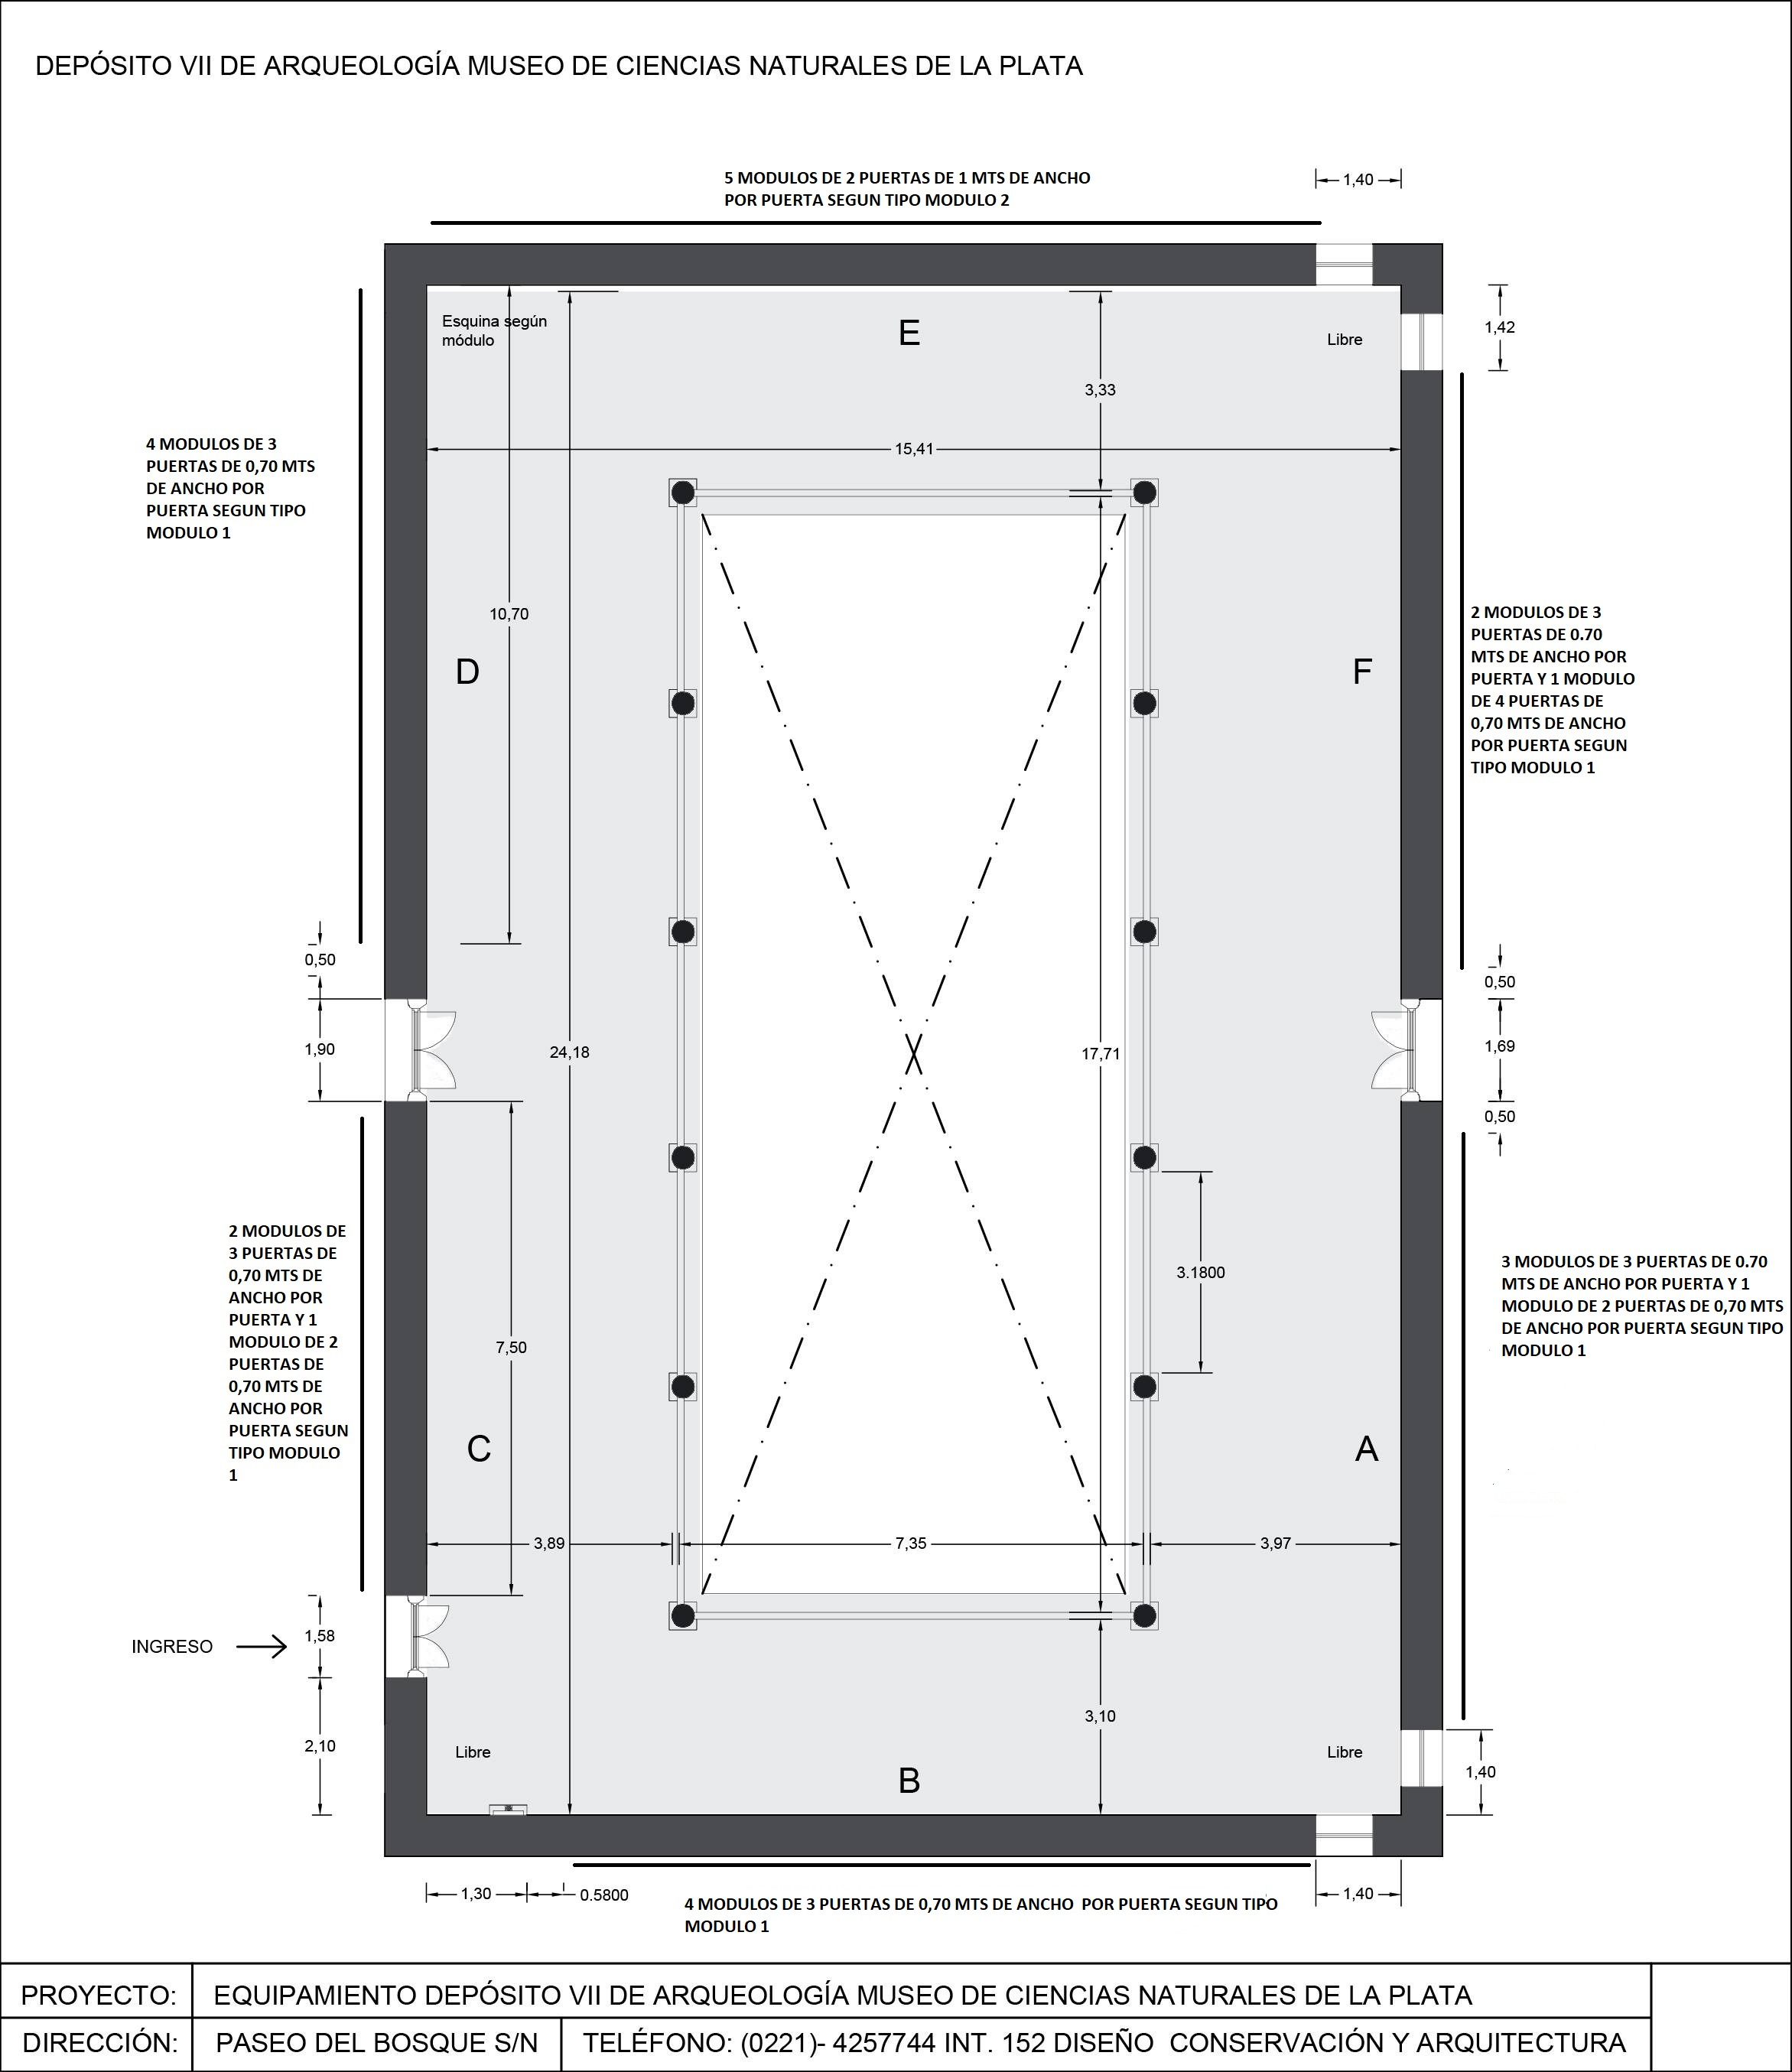 DEPÓSITO VII DE ARQUEOLOGÍA MUSEO DE CIENCIAS NATURALES DE LA PLATA
5 MODULOS DE 2 PUERTAS DE 1 MTS DE ANCHO
POR PUERTA SEGUN TIPO MODULO 2
1,40
Esquina según
módulo
E
Libre
1,42
3,33
15,41
4 MODULOS DE 3
PUERTAS DE 0,70 MTS
DE ANCHO POR
PUERTA SEGUN TIPO
MODULO 1
10,70
D
F
2 MODULOS DE 3
PUERTAS DE 0.70
MTS DE ANCHO POR
PUERTA Y 1 MODULO
DE 4 PUERTAS DE
0,70 MTS DE ANCHO
POR PUERTA SEGUN
TIPO MODULO 1
0,50
1,90
24,18
17,71
0,50
1,69
0,50
2 MODULOS DE
3 PUERTAS DE
0,70 MTS DE
ANCHO POR
PUERTA Y 1
MODULO DE 2
PUERTAS DE
0,70 MTS DE
ANCHO POR
PUERTA SEGUN
TIPO MODULO
1
7,50
3.1800
3 MODULOS DE 3 PUERTAS DE 0.70
MTS DE ANCHO POR PUERTA Y 1
MODULO DE 2 PUERTAS DE 0,70 MTS
DE ANCHO POR PUERTA SEGUN TIPO
MODULO 1
C
A
3,89
7,35
3,97
INGRESO
1,58
2,10
3,10
Libre
B
Libre
1,40
1,30
0.5800
1,40
4 MODULOS DE 3 PUERTAS DE 0,70 MTS DE ANCHO POR PUERTA SEGUN TIPO
MODULO 1
PROYECTO: EQUIPAMIENTO DEPÓSITO VII DE ARQUEOLOGÍA MUSEO DE CIENCIAS NATURALES DE LA PLATA
DIRECCIÓN: PASEO DEL BOSQUE S/N TELÉFONO: (0221)- 4257744 INT. 152 DISEÑO CONSERVACIÓN Y ARQUITECTURA